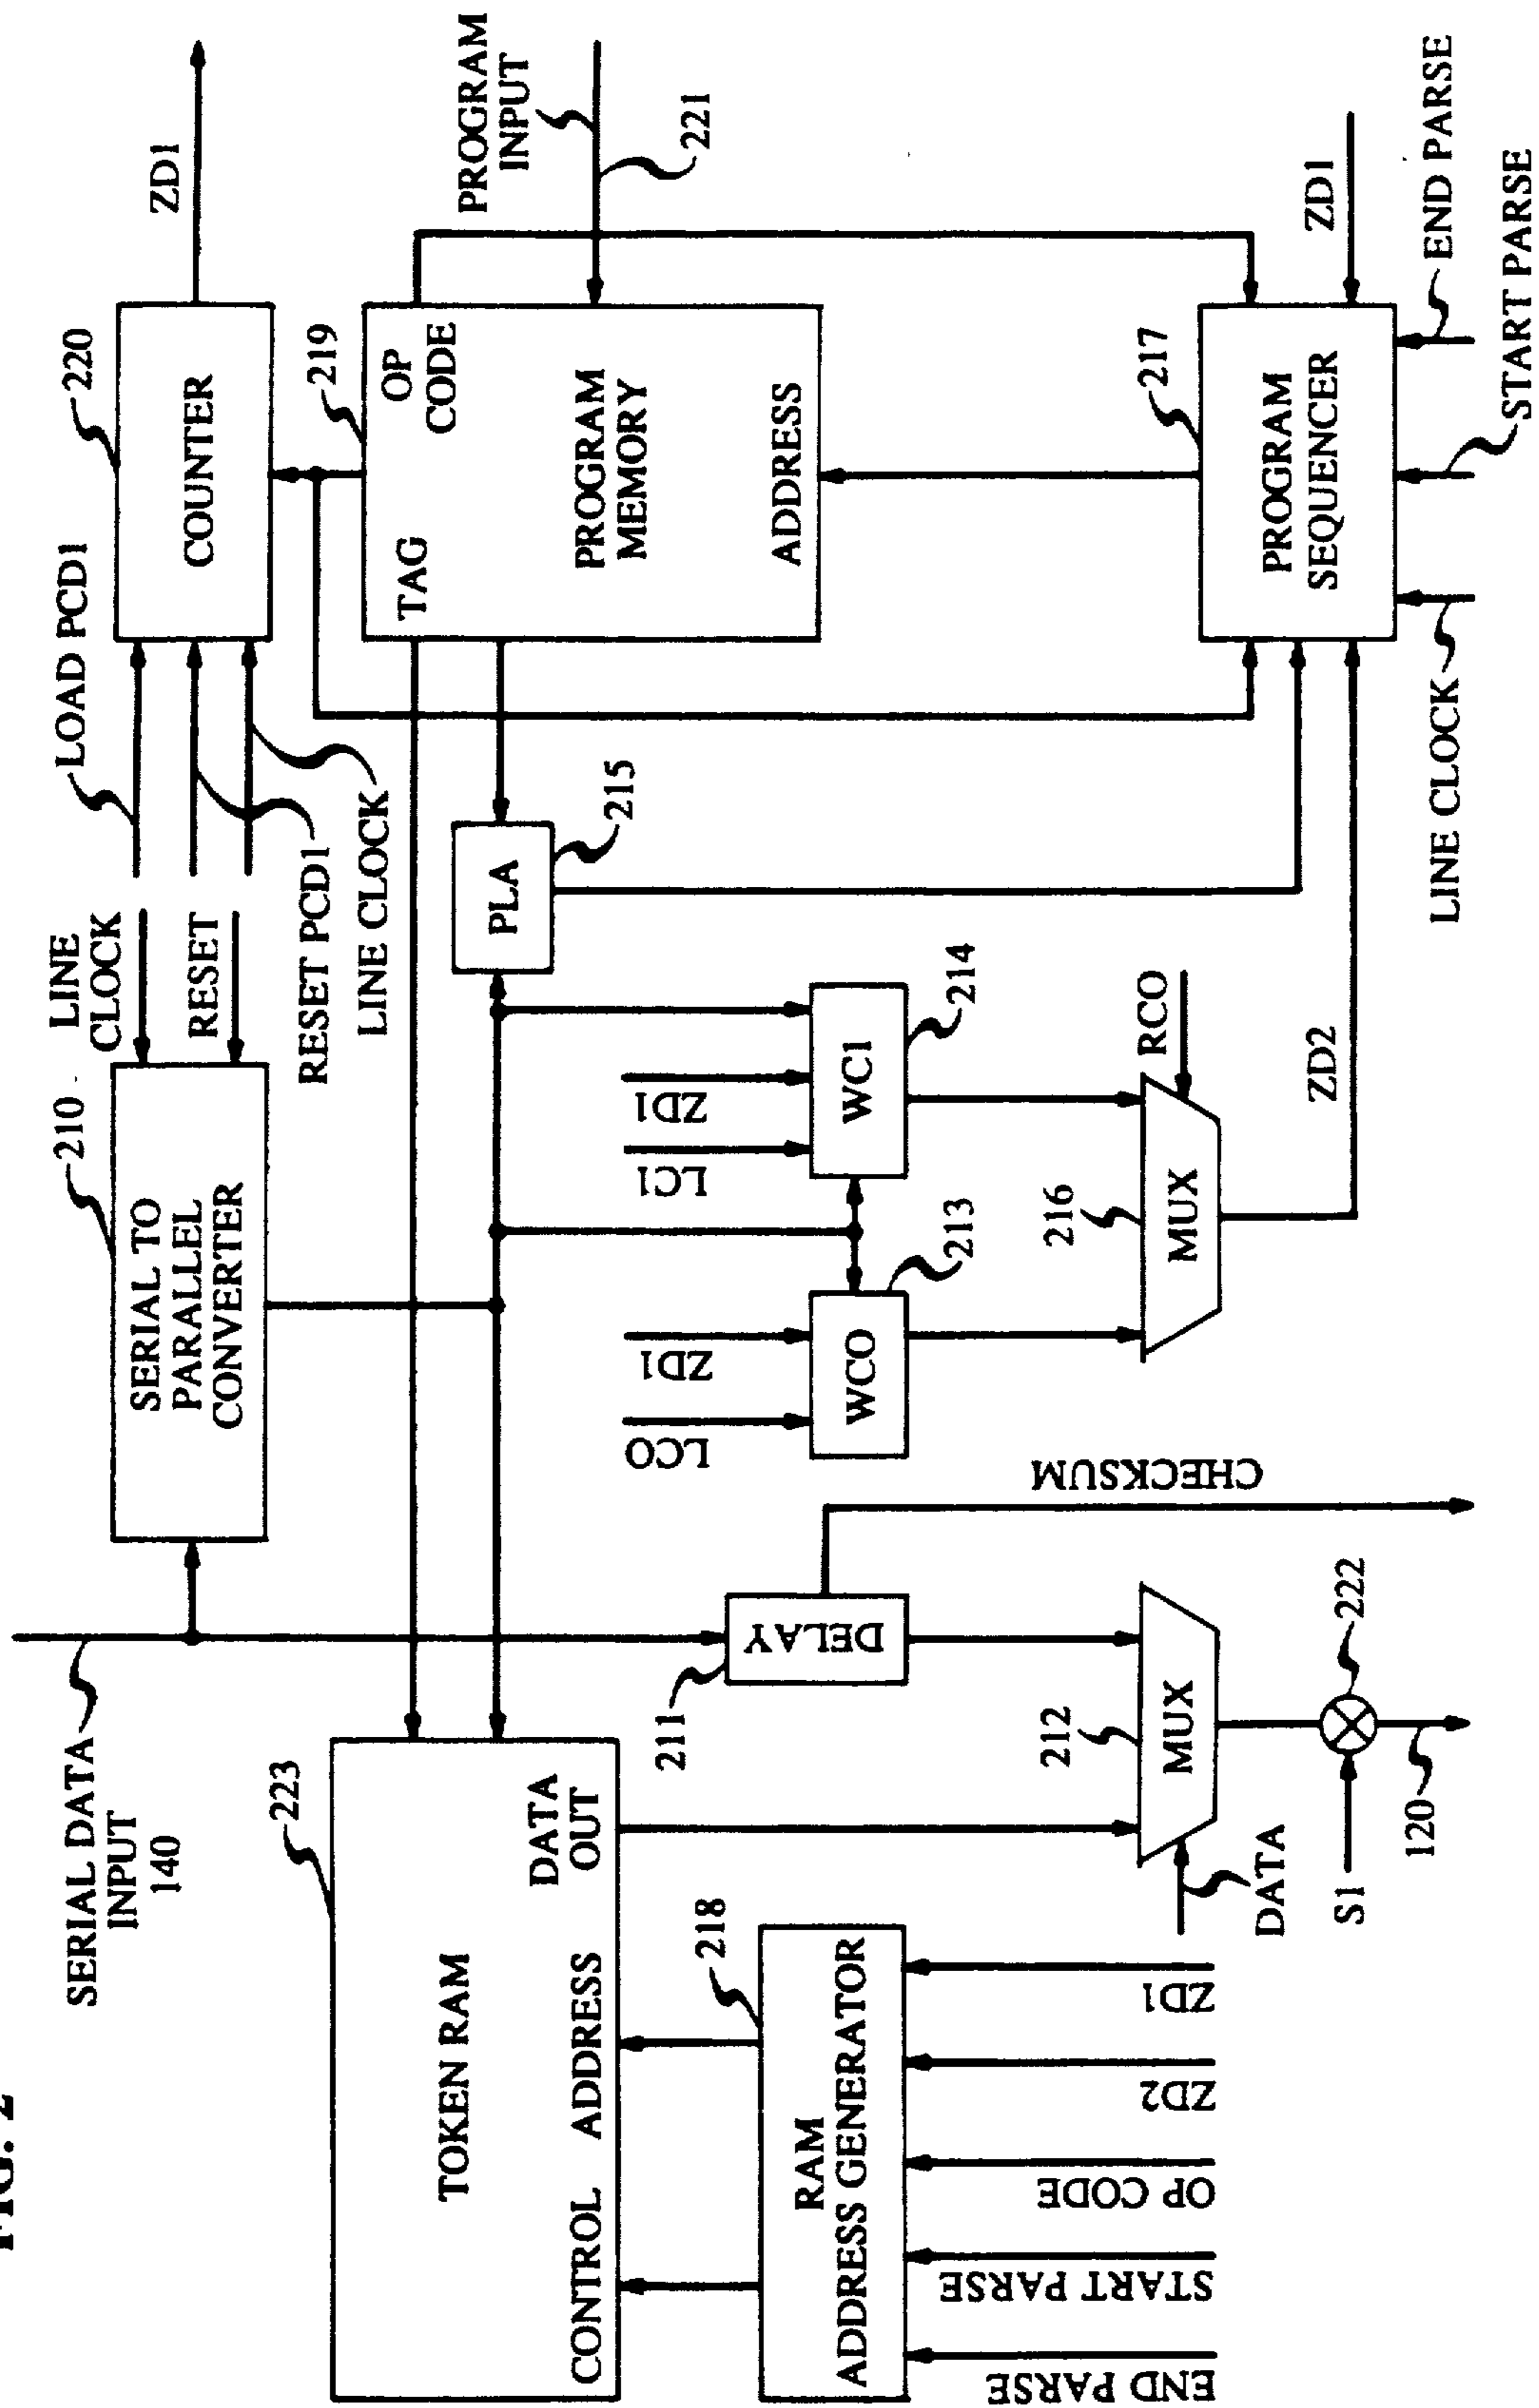 FIG. 2
SERIAL DATA
INPUT
140
210
SERIAL TO
PARALLEL
CONVERTER
LINE
CLOCK
RESET
LOAD PCD1
RESET PCD1
LINE CLOCK
220
COUNTER
ZD1
223
TOKEN RAM
DATA
OUT
CONTROL
ADDRESS
TAG
219
OP
CODE
PROGRAM
MEMORY
ADDRESS
PROGRAM
INPUT
221
PLA
215
218
RAM
ADDRESS GENERATOR
END PARSE
START PARSE
OP CODE
ZD2
ZD1
211
DELAY
CHECKSUM
LCO
ZD1
WCO
213
LC1
ZD1
WC1
214
212
MUX
DATA
S1
222
120
216
MUX
RCO
ZD2
217
PROGRAM
SEQUENCER
ZD1
LINE CLOCK
START PARSE
END PARSE